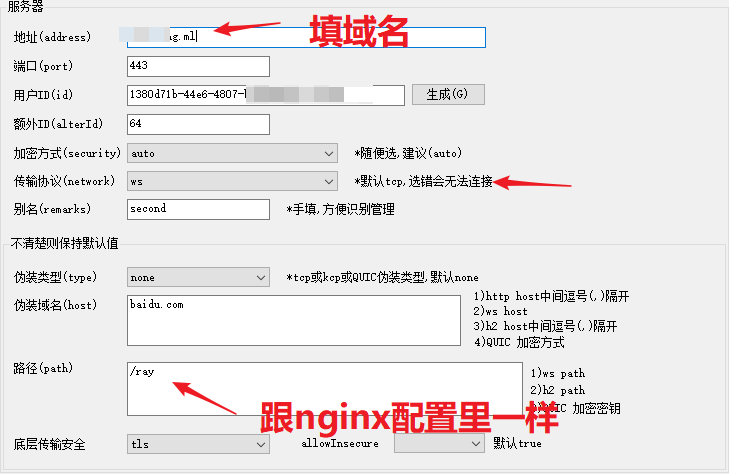 服务器
地址(address)
g.ml
填域名
端口(port)
443
用户ID(id)
1380d71b-44e6-4807-
生成(G)
额外ID(alterId)
64
加密方式(security)
auto
*随便选,建议(auto)
传输协议(network)
ws
*默认tcp,选错会无法连接
别名(remarks)
second
*手填,方便识别管理
不清楚则保持默认值
伪装类型(type)
none
*tcp或kcp或QUIC伪装类型,默认none
伪装域名(host)
baidu.com
1)http host中间逗号(,)隔开
2)ws host
3)h2 host中间逗号(,)隔开
4)QUIC 加密方式
路径(path)
/ray
1)ws path
2)h2 path
QUIC 加密密钥
跟nginx配置里一样
底层传输安全
tls
allowInsecure
默认true